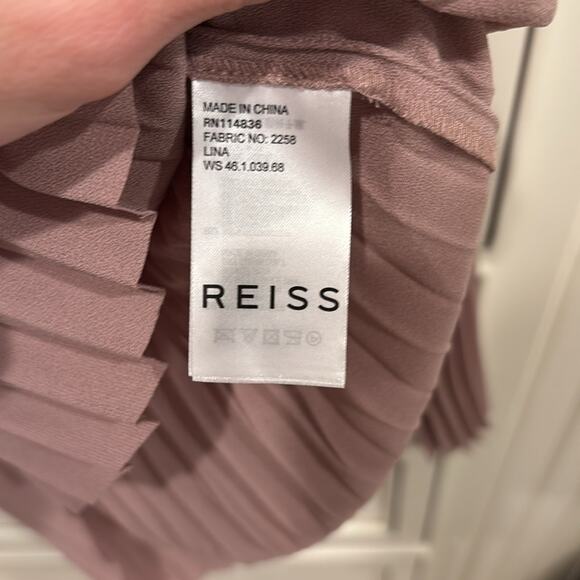 MADE IN CHINA
RN114836
FABRIC NO: 2258
LINA
WS 46.1.039.68
REISS